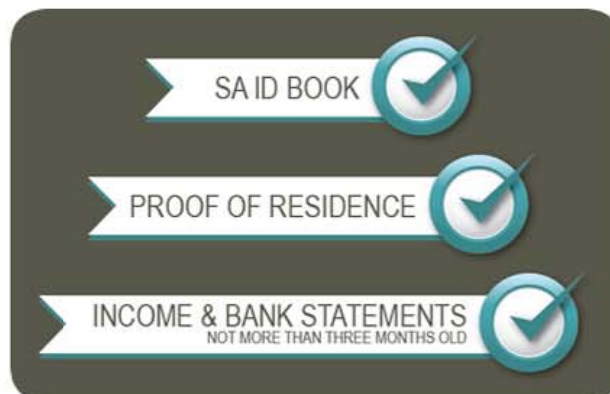 SA ID BOOK
PROOF OF RESIDENCE
INCOME & BANK STATEMENTS
NOT MORE THAN THREE MONTHS OLD